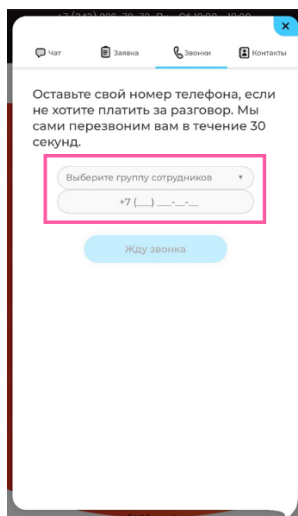 ×
Чат Заявка Звонки Контакты
Оставьте свой номер телефона, если
не хотите платить за разговор. Мы
сами перезвоним вам в течение 30
секунд.
Выберите группу сотрудников ▼
+7 (__) ___-__-__
Жду звонка